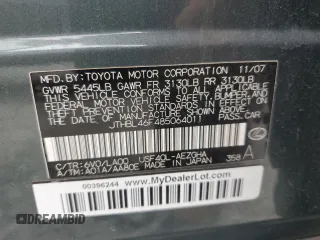 MFD. BY: TOYOTA MOTOR CORPORATION 11/07
GVWR 5445LB GAWR FR 3130LB RR 3130LB
THIS VEHICLE CONFORMS TO ALL APPLICABLE
FEDERAL MOTOR VEHICLE SAFETY, BUMPER, AND
THEFT PREVENTION STANDARDS IN EFFECT ON THE
DATE OF MANUFACTURE SHOWN ABOVE.
JTHBL46F485064011 PASS.CAR
C/TR: 6V0/LA00 USF40L-AEZGHA
A/TM: A01A/AAB0E MADE IN JAPAN 358 A
00396244 www.MyDealerLot.com
DREAMBID